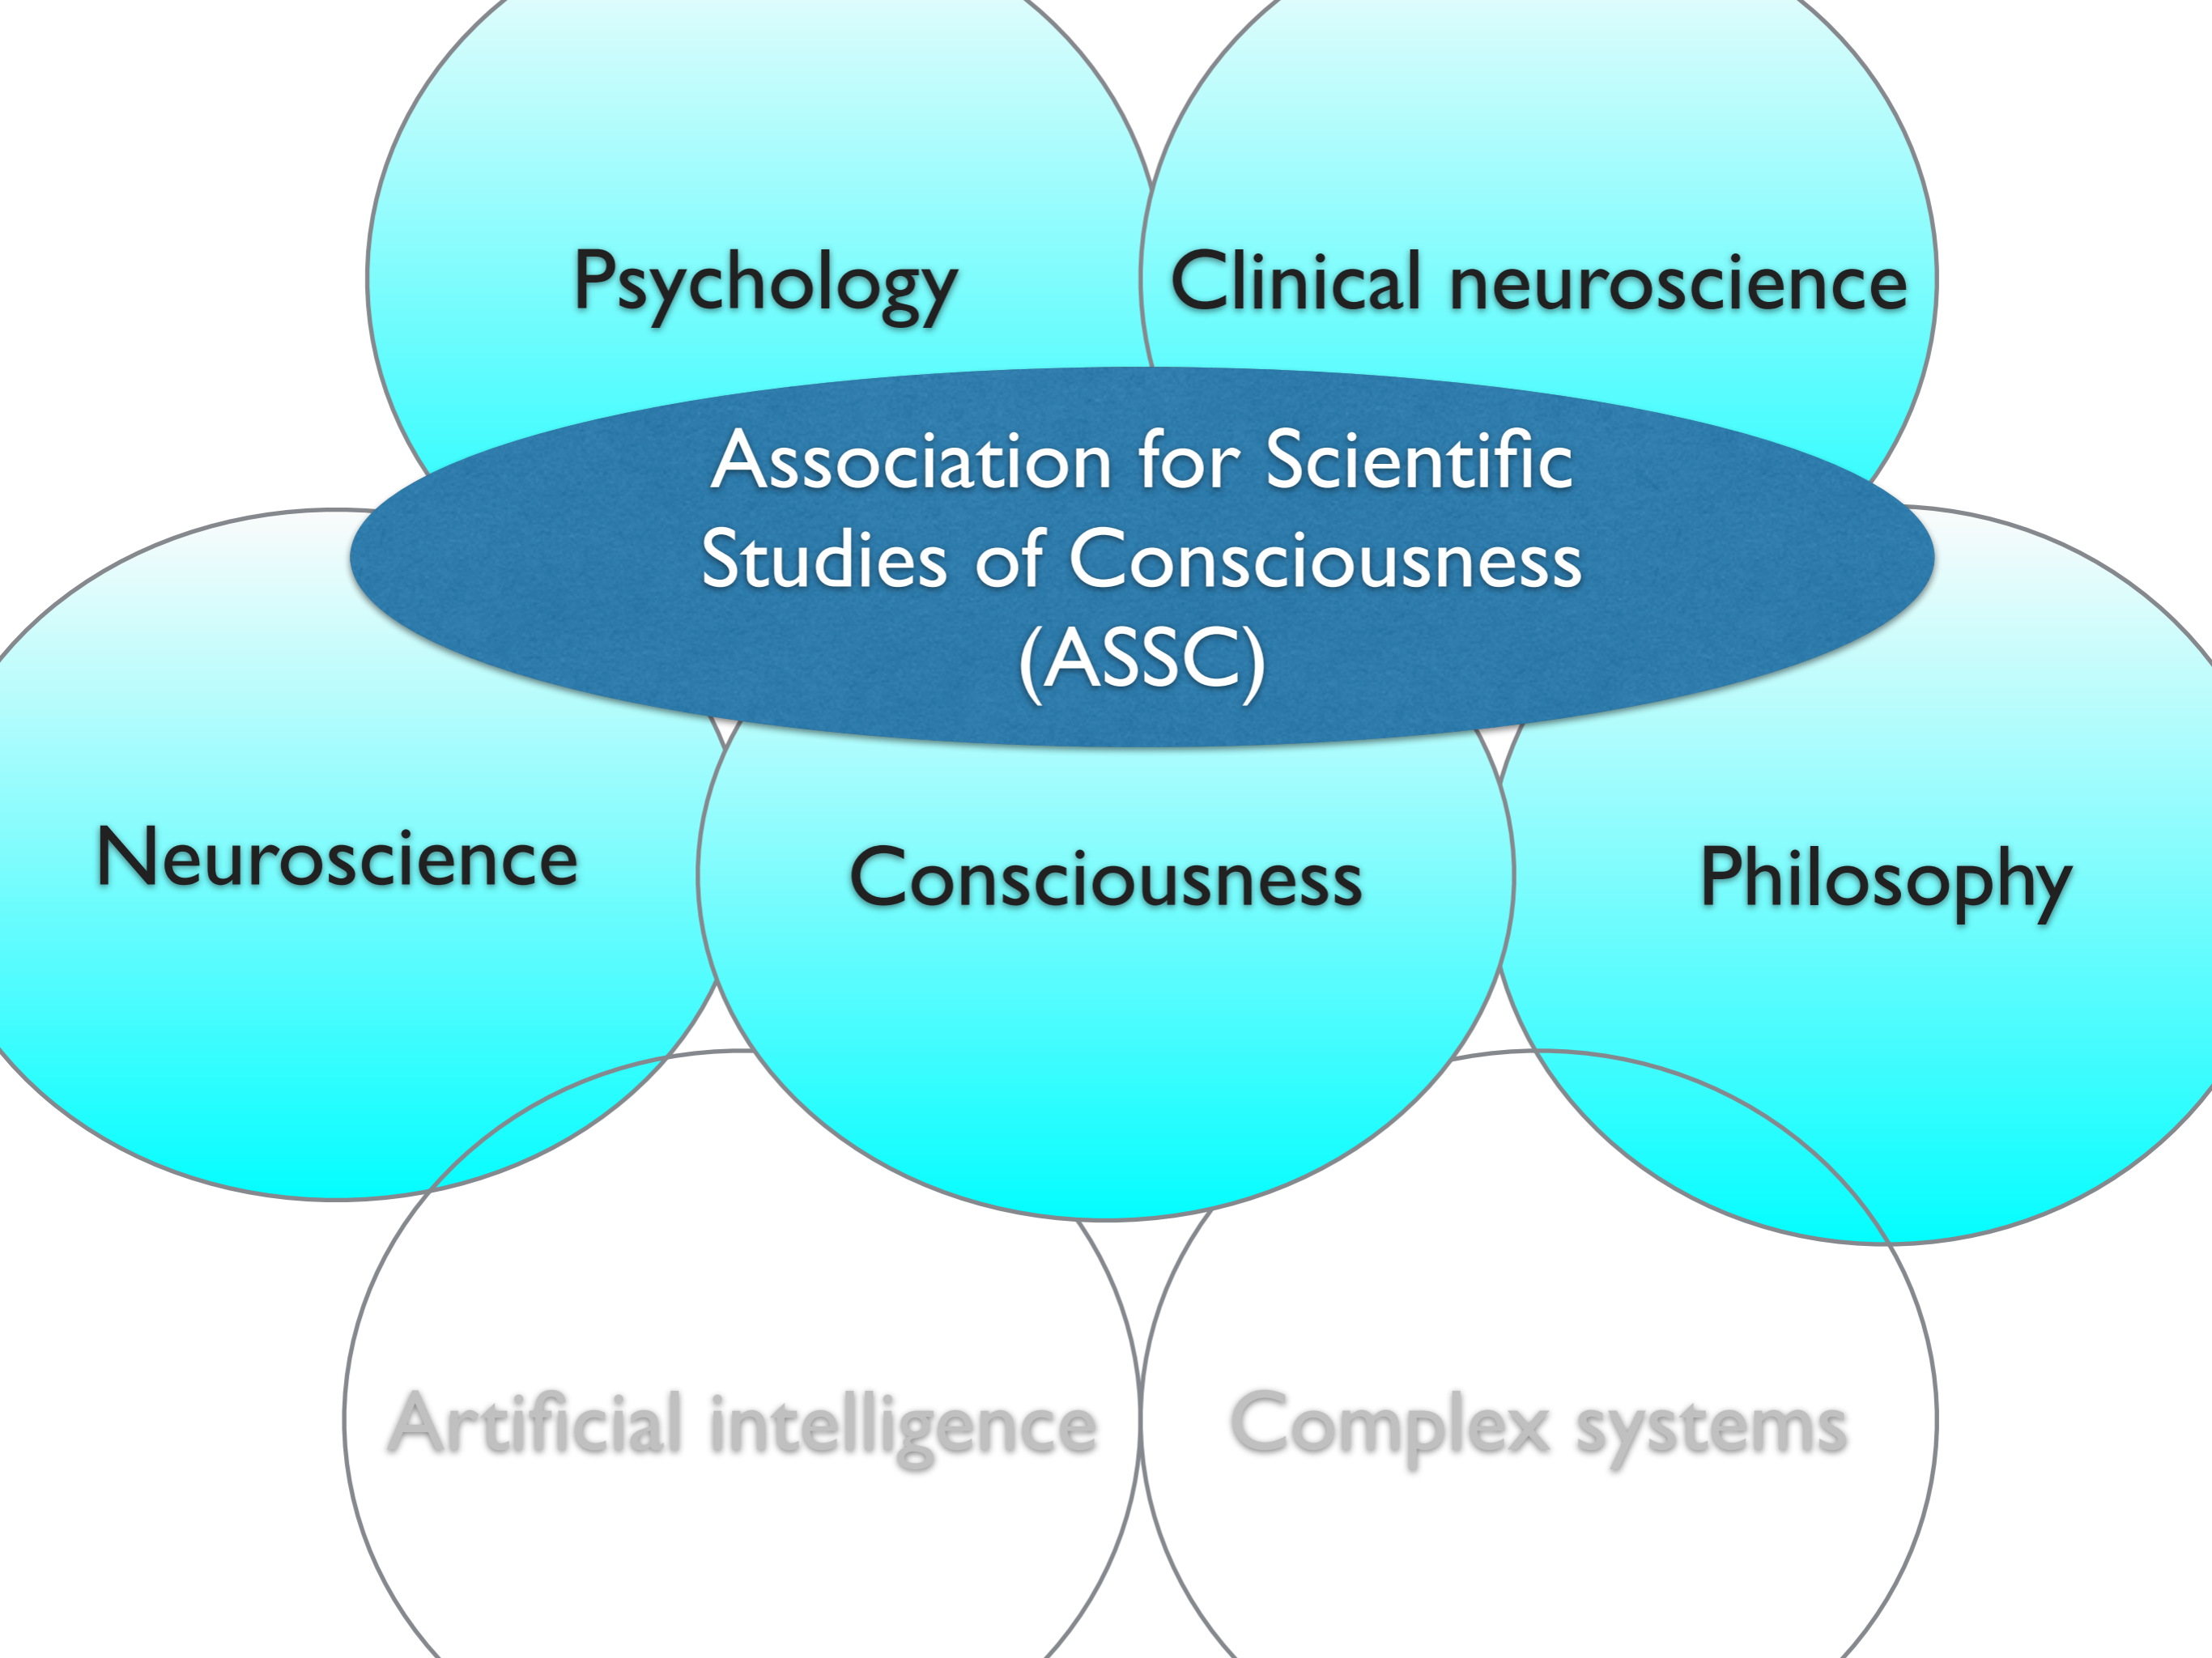 Psychology
Clinical neuroscience
Association for Scientific
Studies of Consciousness
(ASSC)
Neuroscience
Consciousness
Philosophy
Artificial intelligence
Complex systems